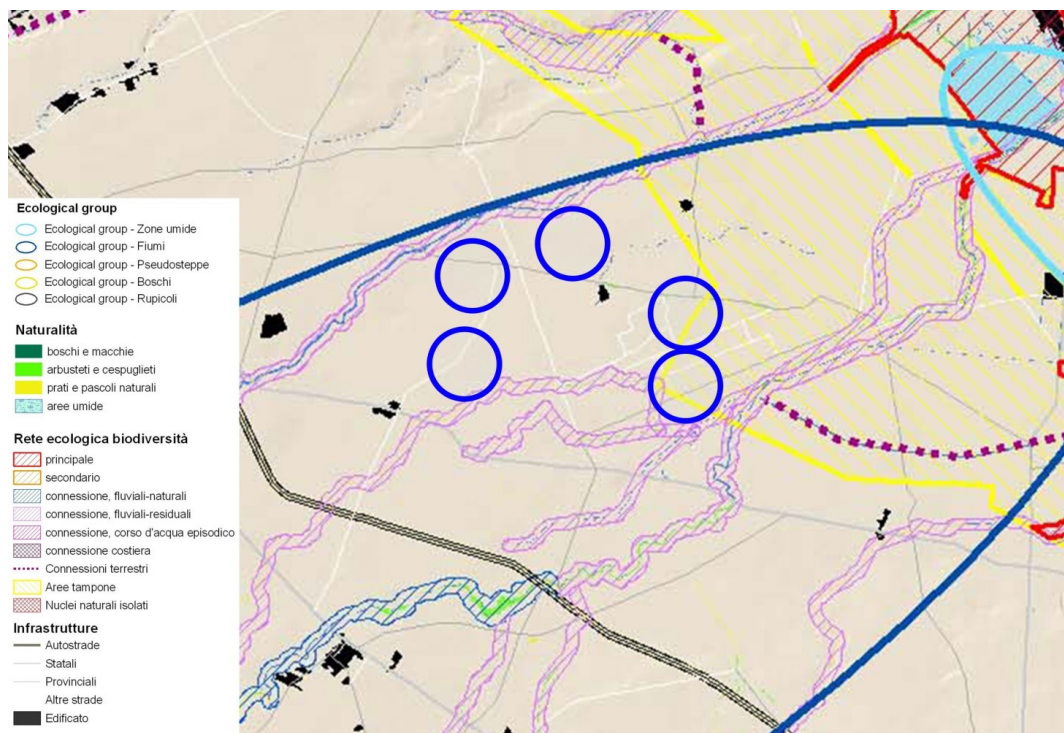 Ecological group
Ecological group - Zone umide
Ecological group - Fiumi
Ecological group - Pseudosteppe
Ecological group - Boschi
Ecological group - Rupicoli
Naturalità
boschi e macchie
arbusteti e cespuglieti
prati e pascoli naturali
aree umide
Rete ecologica biodiversità
principale
secondario
connessione, fluviali-naturali
connessione, fluviali-residuali
connessione, corso d'acqua episodico
connessione costiera
Connessioni terrestri
Aree tampone
Nuclei naturali isolati
Infrastrutture
Autostrade
Statali
Provinciali
Altre strade
Edificato